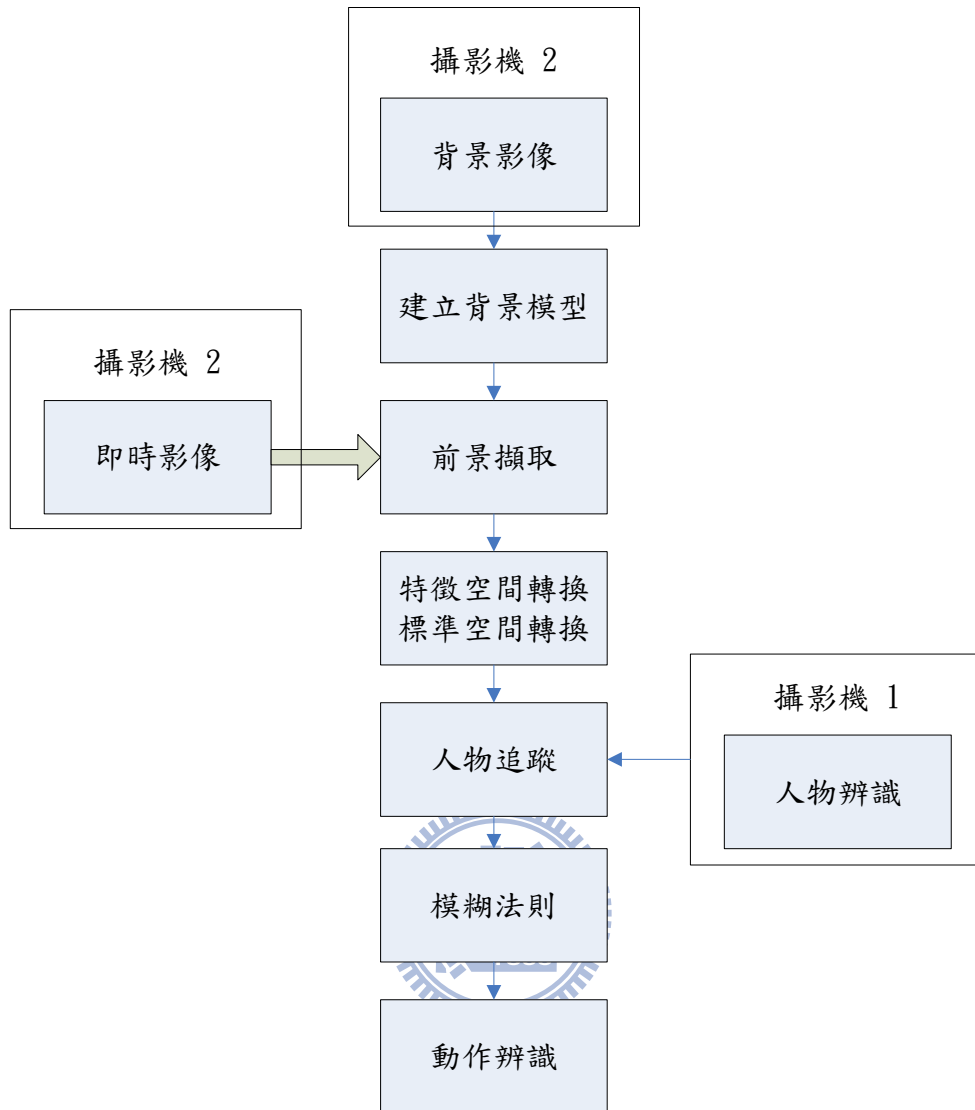 攝影機 2
背景影像
建立背景模型
攝影機 2
即時影像
前景擷取
特徵空間轉換
標準空間轉換
攝影機 1
人物追蹤
人物辨識
模糊法則
動作辨識